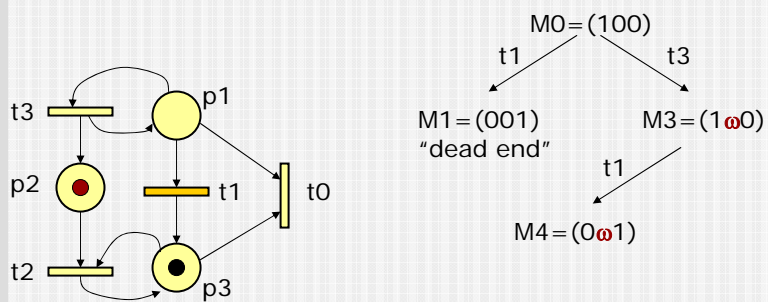 t3
p1
p2
t1
t0
t2
p3
M0=(100)
t1
t3
M1=(001)
"dead end"
M3=(1ω0)
t1
M4=(0ω1)